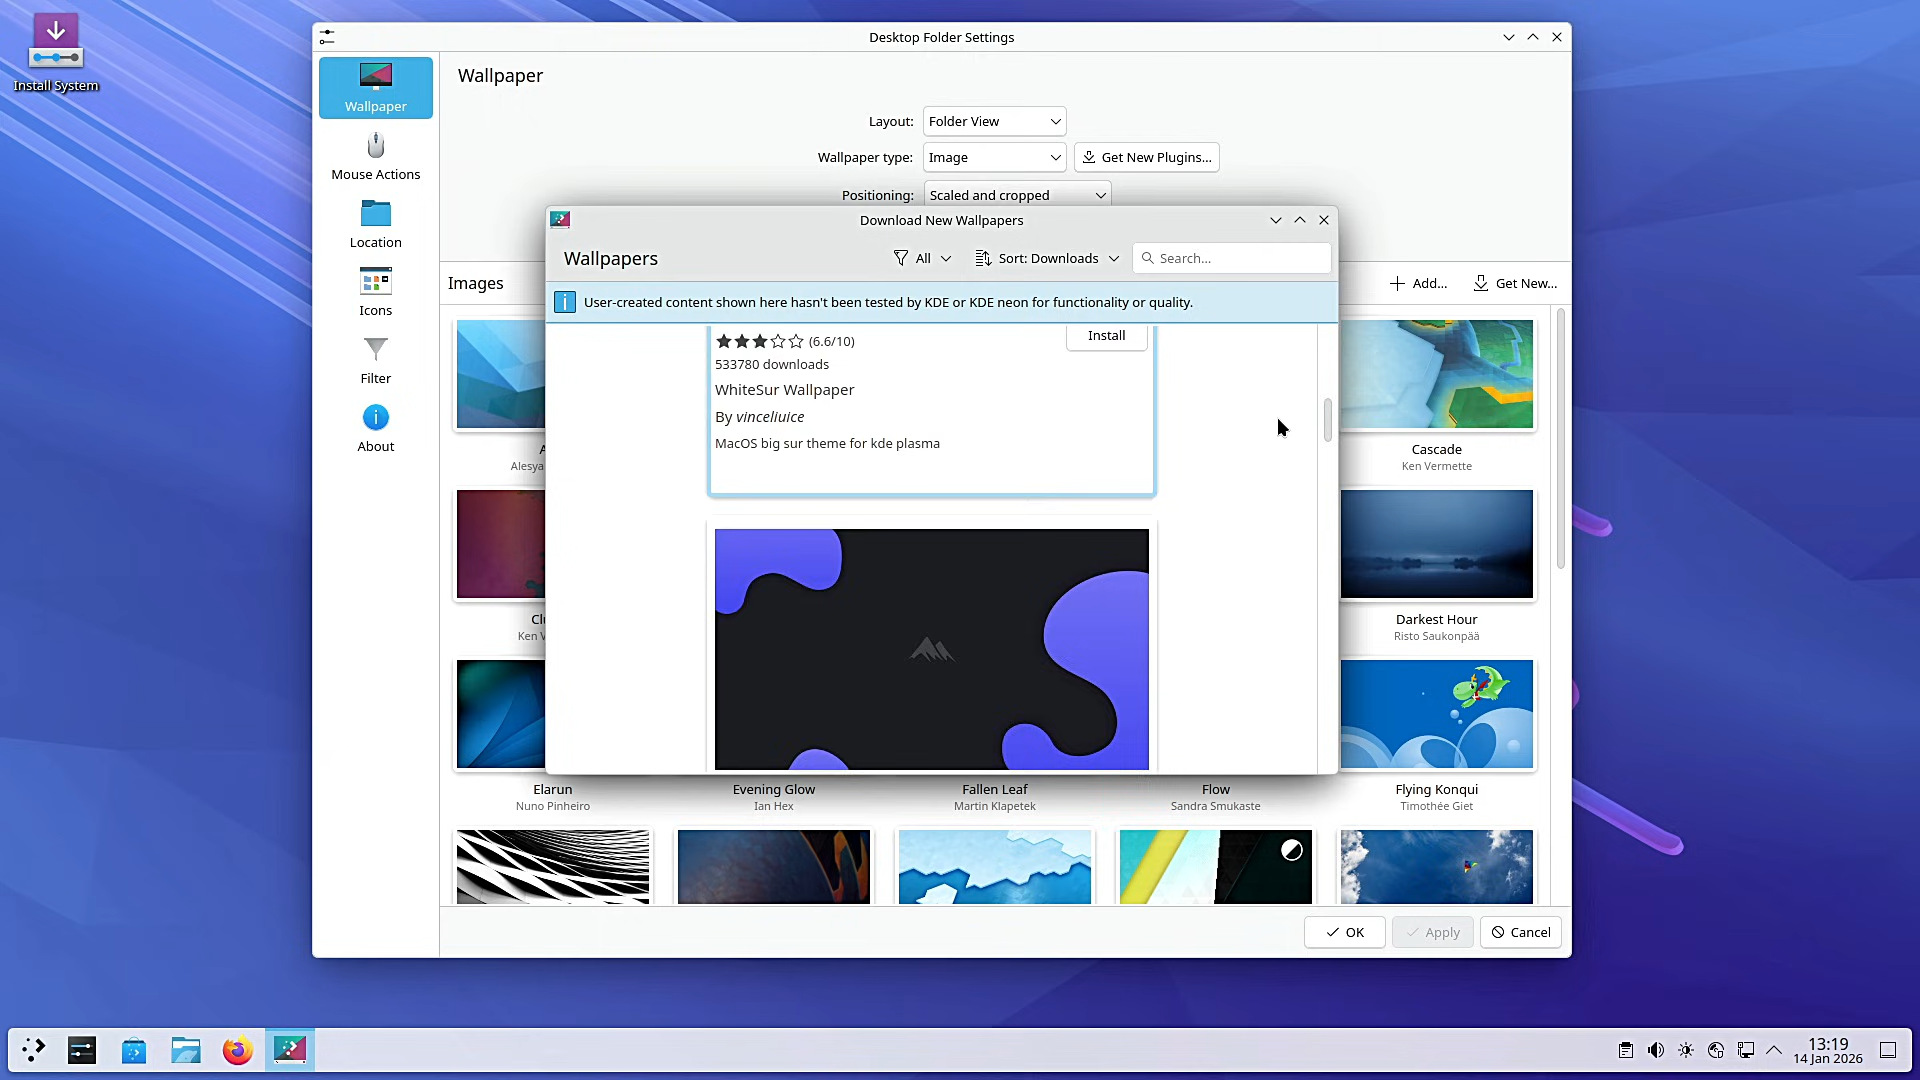 Install System
Desktop Folder Settings
Wallpaper
Mouse Actions
Location
Icons
Filter
About
Wallpaper
Layout:
Folder View
Wallpaper type:
Image
Get New Plugins...
Positioning:
Scaled and cropped
Images
Add...
Get New...
Download New Wallpapers
Wallpapers
All
Sort: Downloads
Search...
User-created content shown here hasn't been tested by KDE or KDE neon for functionality or quality.
(6.6/10)
Install
533780 downloads
WhiteSur Wallpaper
By vinceliuice
MacOS big sur theme for kde plasma
Alesya
Cascade
Ken Vermette
Ken
Darkest Hour
Risto Saukonpää
Elarun
Nuno Pinheiro
Evening Glow
Ian Hex
Fallen Leaf
Martin Klapetek
Flow
Sandra Smukaste
Flying Konqui
Timothée Giet
OK
Apply
Cancel
13:19
14 Jan 2026